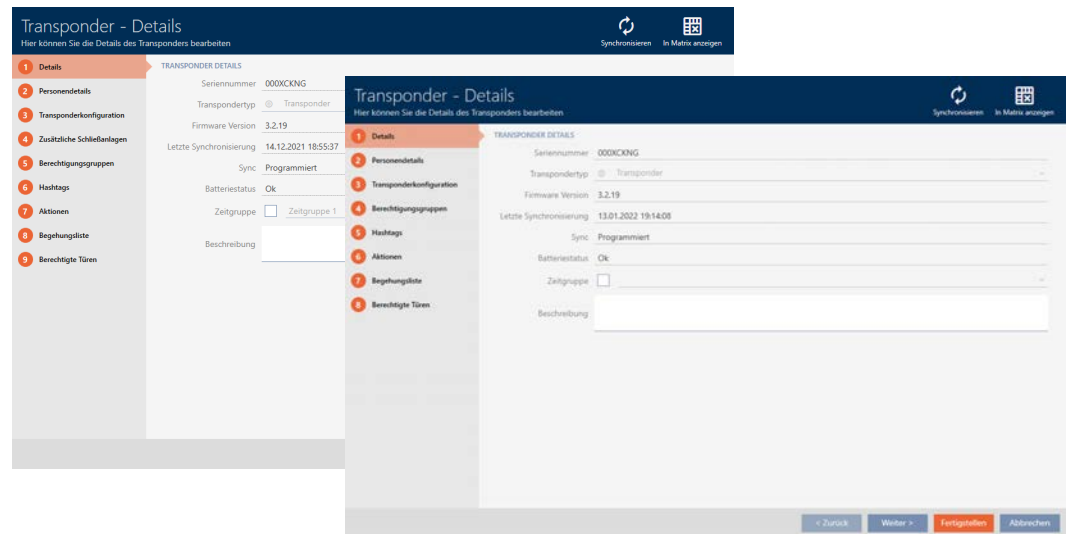 Transponder - Details
Hier können Sie die Details des Transponders bearbeiten
Synchronisieren
In Matrix anzeigen
1 Details
2 Personendetails
3 Transponderkonfiguration
4 Zusätzliche Schließanlagen
5 Berechtigungsgruppen
6 Hashtags
7 Aktionen
8 Begehungsliste
9 Berechtigte Türen
TRANSPONDER DETAILS
Seriennummer 000XCKNG
Transpondertyp Transponder
Firmware Version 3.2.19
Letzte Synchronisierung 14.12.2021 18:55:37
Sync Programmiert
Batteriestatus Ok
Zeitgruppe Zeitgruppe 1
Beschreibung
Transponder - Details
Hier können Sie die Details des Transponders bearbeiten
Synchronisieren
In Matrix anzeigen
1 Details
2 Personendetails
3 Transponderkonfiguration
4 Berechtigungsgruppen
5 Hashtags
6 Aktionen
7 Begehungsliste
8 Berechtigte Türen
TRANSPONDER DETAILS
Seriennummer 000XCKNG
Transpondertyp Transponder
Firmware Version 3.2.19
Letzte Synchronisierung 13.01.2022 19:14:08
Sync Programmiert
Batteriestatus Ok
Zeitgruppe
Beschreibung
< Zurück
Weiter >
Fertigstellen
Abbrechen